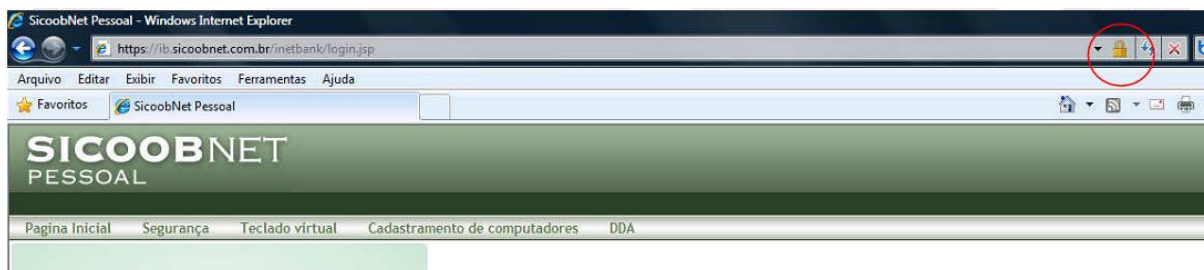 SicoobNet Pessoal - Windows Internet Explorer
https://ib.sicoobnet.com.br/inetbank/login.jsp
Arquivo Editar Exibir Favoritos Ferramentas Ajuda
Favoritos SicoobNet Pessoal
SICOOBNET
PESSOAL
Pagina Inicial Segurança Teclado virtual Cadastramento de computadores DDA